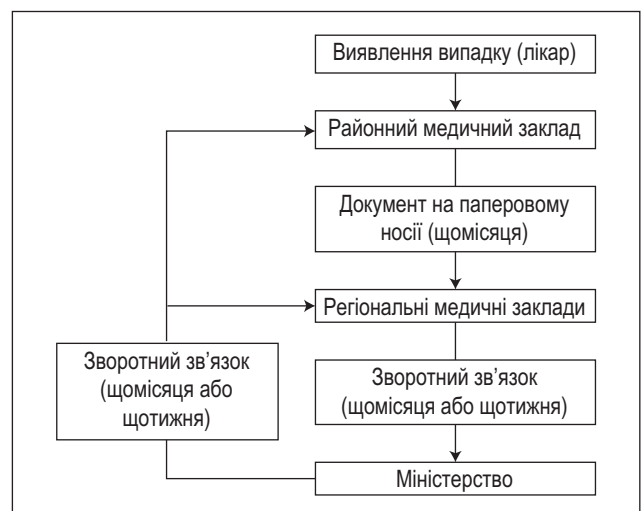 Виявлення випадку (лікар)
Районний медичний заклад
Документ на паперовому
носії (щомісяця)
Регіональні медичні заклади
Зворотний зв'язок
(щомісяця або
щотижня)
Зворотний зв'язок
(щомісяця або щотижня)
Міністерство